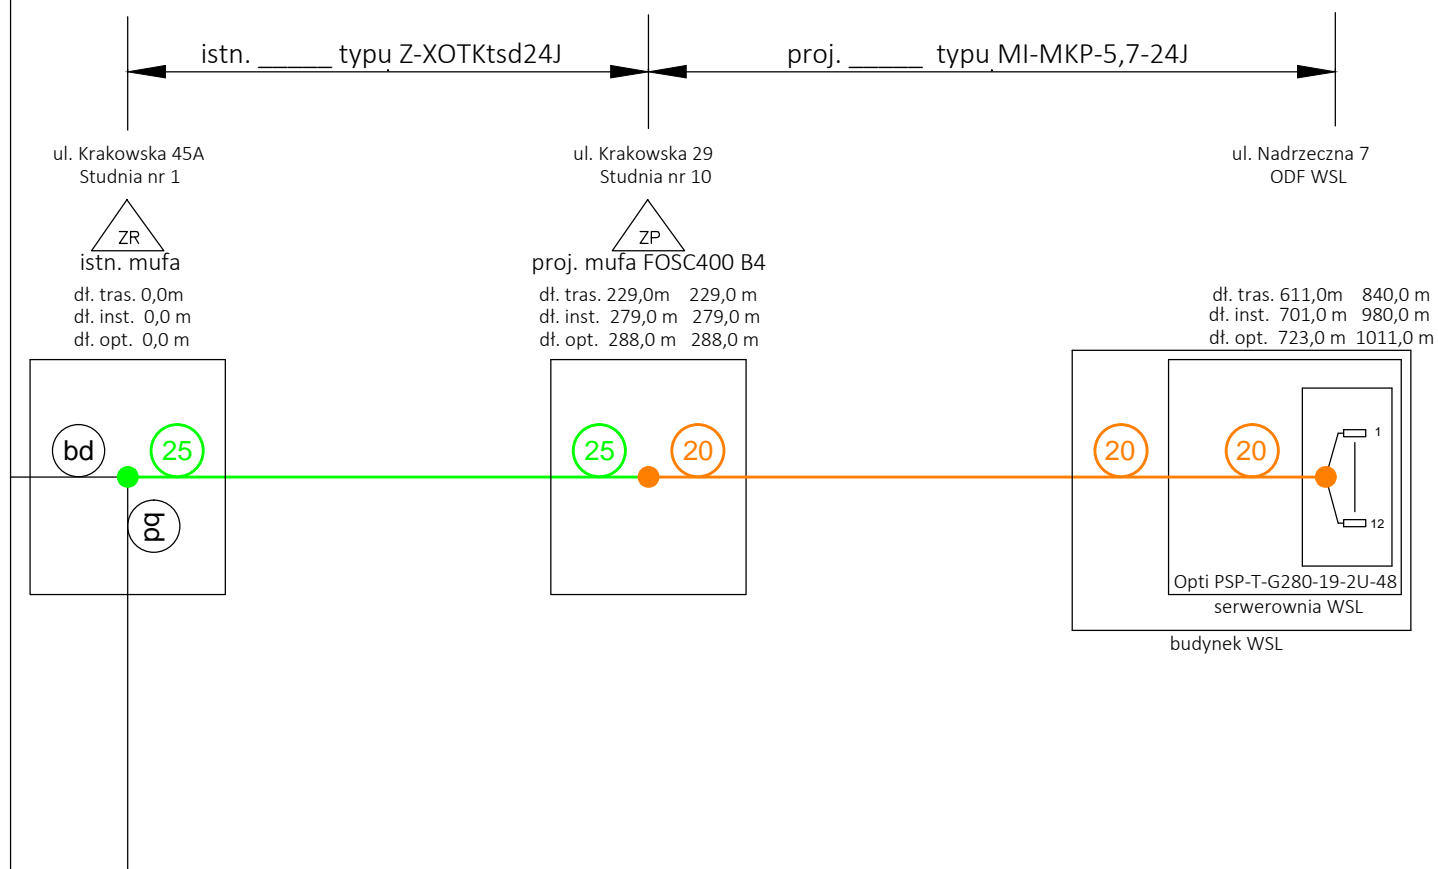 istn. _____ typu Z-XOTKtsd24J
proj. _____ typu MI-MKP-5,7-24J
ul. Krakowska 45A
Studnia nr 1
ZR
istn. mufa
dł. tras. 0,0m
dł. inst. 0,0 m
dł. opt. 0,0 m
ul. Krakowska 29
Studnia nr 10
ZP
proj. mufa FOSC400 B4
dł. tras. 229,0m 229,0 m
dł. inst. 279,0 m 279,0 m
dł. opt. 288,0 m 288,0 m
ul. Nadrzeczna 7
ODF WSL
dł. tras. 611,0m 840,0 m
dł. inst. 701,0 m 980,0 m
dł. opt. 723,0 m 1011,0 m
bd
25
bd
25
20
20
20
1
12
Opti PSP-T-G280-19-2U-48
serwerownia WSL
budynek WSL